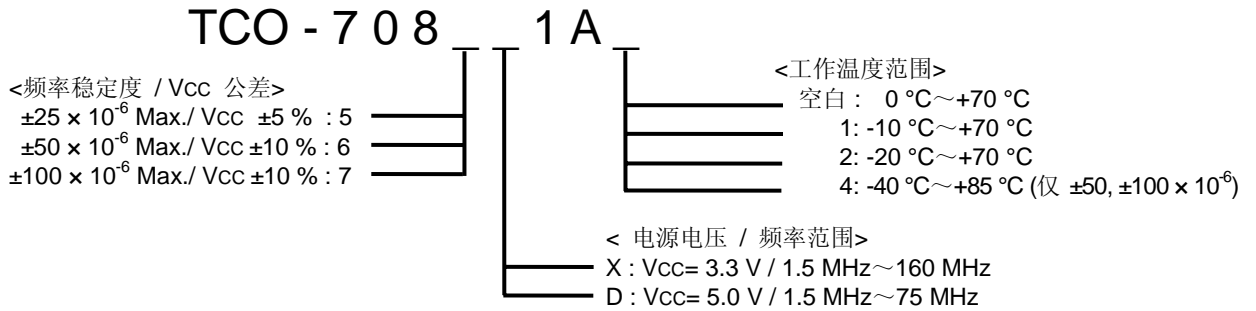 TCO - 7 0 8 _ _ 1 A _
<频率稳定度 / Vcc 公差>
±25 × 10⁻⁶ Max./ Vcc ±5 % : 5
±50 × 10⁻⁶ Max./ Vcc ±10 % : 6
±100 × 10⁻⁶ Max./ Vcc ±10 % : 7
<工作温度范围>
空白 : 0 °C～+70 °C
1: -10 °C～+70 °C
2: -20 °C～+70 °C
4: -40 °C～+85 °C (仅 ±50, ±100 × 10⁻⁶)
< 电源电压 / 频率范围>
X : Vcc= 3.3 V / 1.5 MHz～160 MHz
D : Vcc= 5.0 V / 1.5 MHz～75 MHz